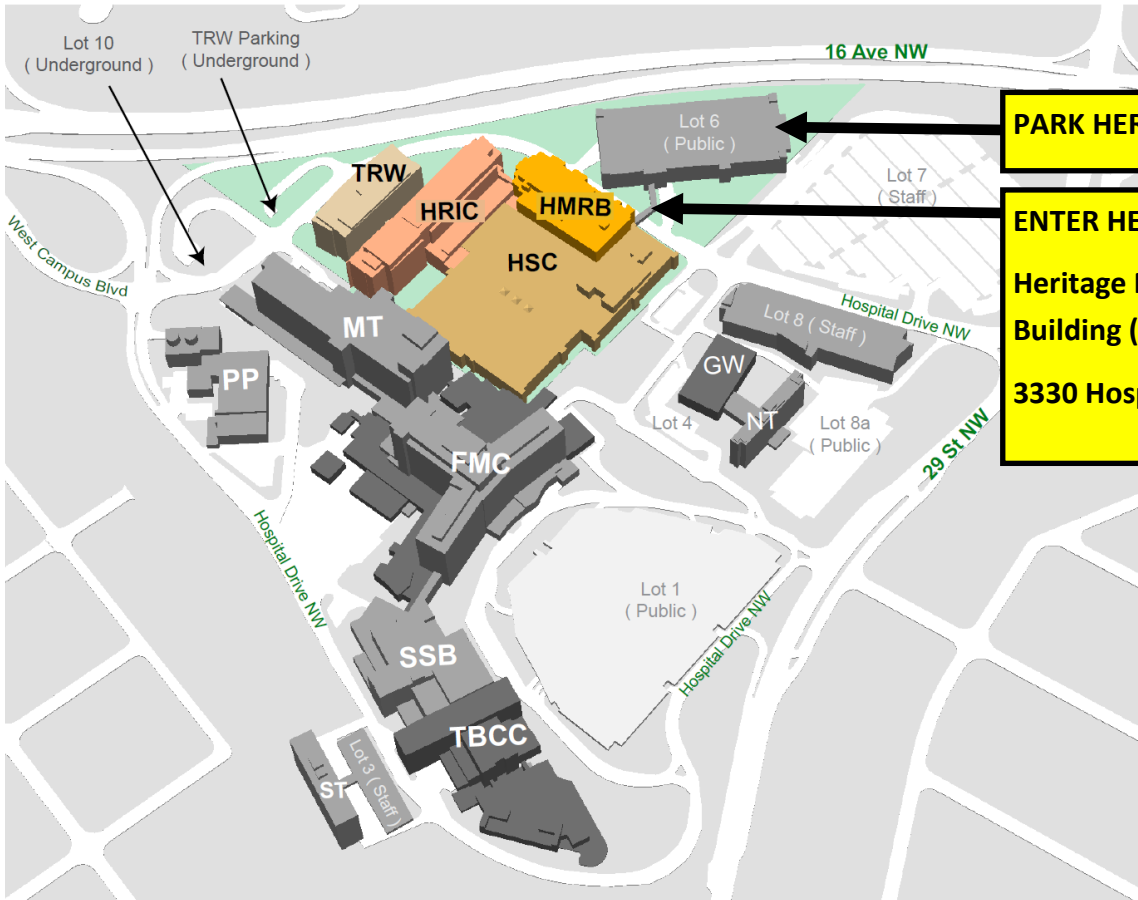 Lot 10
( Underground )
TRW Parking
( Underground )
16 Ave NW
Lot 6
( Public )
PARK HER
TRW
HRIC
HMRB
Lot 7
( Staff )
ENTER HE
Heritage
Building (
3330 Hosp
HSC
West Campus Blvd
Hospital Drive NW
MT
Lot 8 ( Staff )
PP
GW
NT
Lot 4
Lot 8a
( Public )
FMC
29 St NW
Hospital Drive NW
Lot 1
( Public )
Hospital Drive NW
SSB
TBCC
ST
Lot 3 ( Staff )